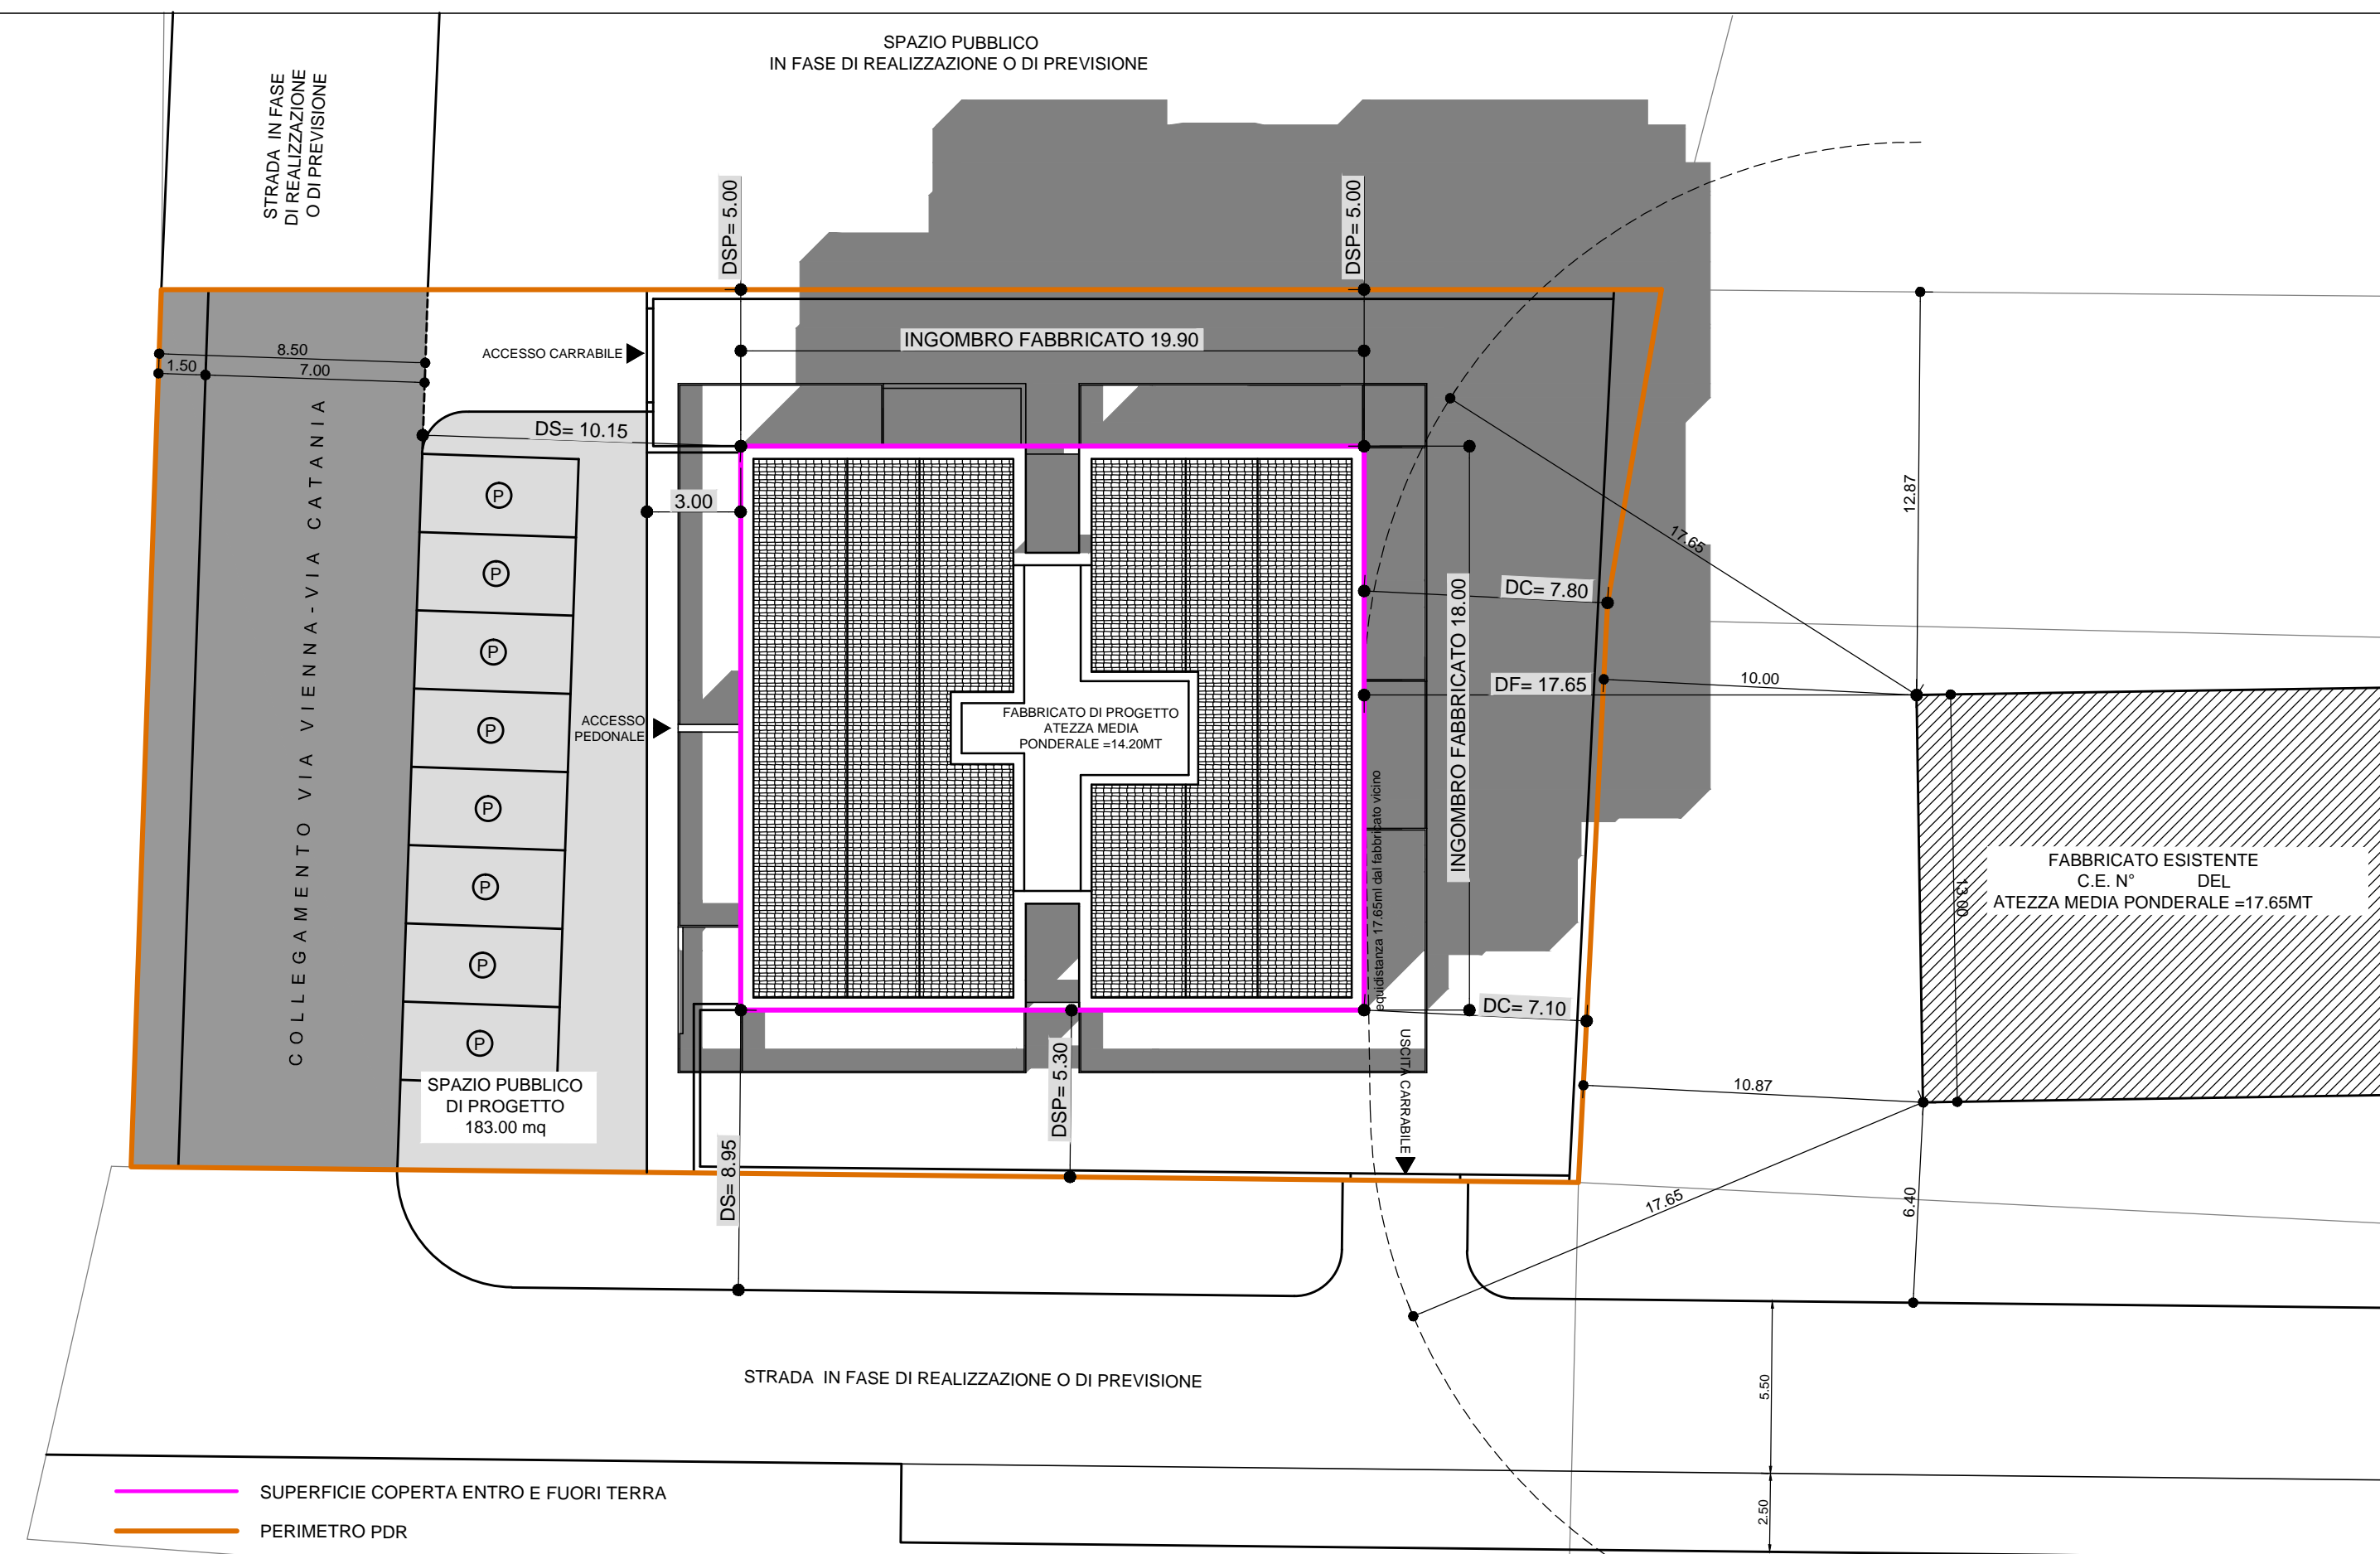 SPAZIO PUBBLICO
IN FASE DI REALIZZAZIONE O DI PREVISIONE
STRADA IN FASE
DI REALIZZAZIONE
O DI PREVISIONE
DSP= 5.00
DSP= 5.00
INGOMBRO FABBRICATO 19.90
ACCESSO CARRABILE
8.50
1.50
7.00
DS= 10.15
3.00
12.87
17.65
COLLEGAMENTO VIA VIENNA-VIA CATANIA
P
P
P
P
P
P
P
P
DC= 7.80
INGOMBRO FABBRICATO 18.00
DF= 17.65
10.00
ACCESSO
PEDONALE
FABBRICATO DI PROGETTO
ATEZZA MEDIA
PONDERALE =14.20MT
equidistanza 17.65ml dal fabbricato vicino
FABBRICATO ESISTENTE
C.E. N° DEL
ATEZZA MEDIA PONDERALE =17.65MT
13.00
DC= 7.10
USCITA CARRABILE
DSP= 5.30
10.87
SPAZIO PUBBLICO
DI PROGETTO
183.00 mq
DS= 8.95
17.65
6.40
STRADA IN FASE DI REALIZZAZIONE O DI PREVISIONE
5.50
2.50
SUPERFICIE COPERTA ENTRO E FUORI TERRA
PERIMETRO PDR